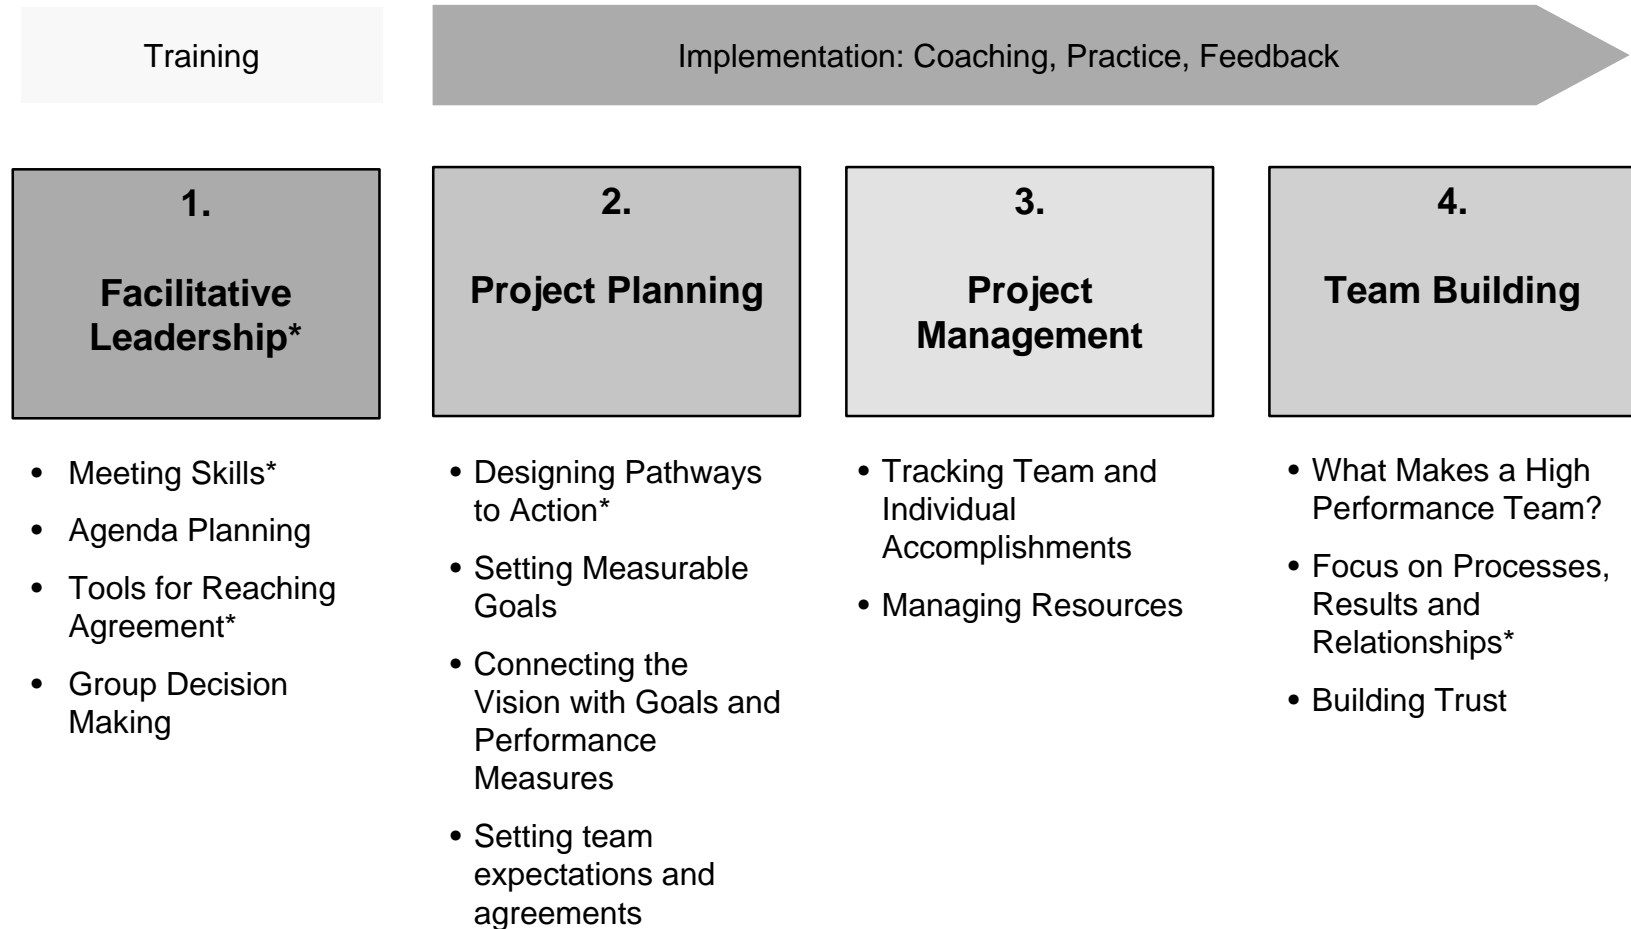 Training
Implementation: Coaching, Practice, Feedback
1.
Facilitative
Leadership*
• Meeting Skills*
• Agenda Planning
• Tools for Reaching
Agreement*
• Group Decision
Making
2.
Project Planning
• Designing Pathways
to Action*
• Setting Measurable
Goals
• Connecting the
Vision with Goals and
Performance
Measures
• Setting team
expectations and
agreements
3.
Project
Management
• Tracking Team and
Individual
Accomplishments
• Managing Resources
4.
Team Building
• What Makes a High
Performance Team?
• Focus on Processes,
Results and
Relationships*
• Building Trust